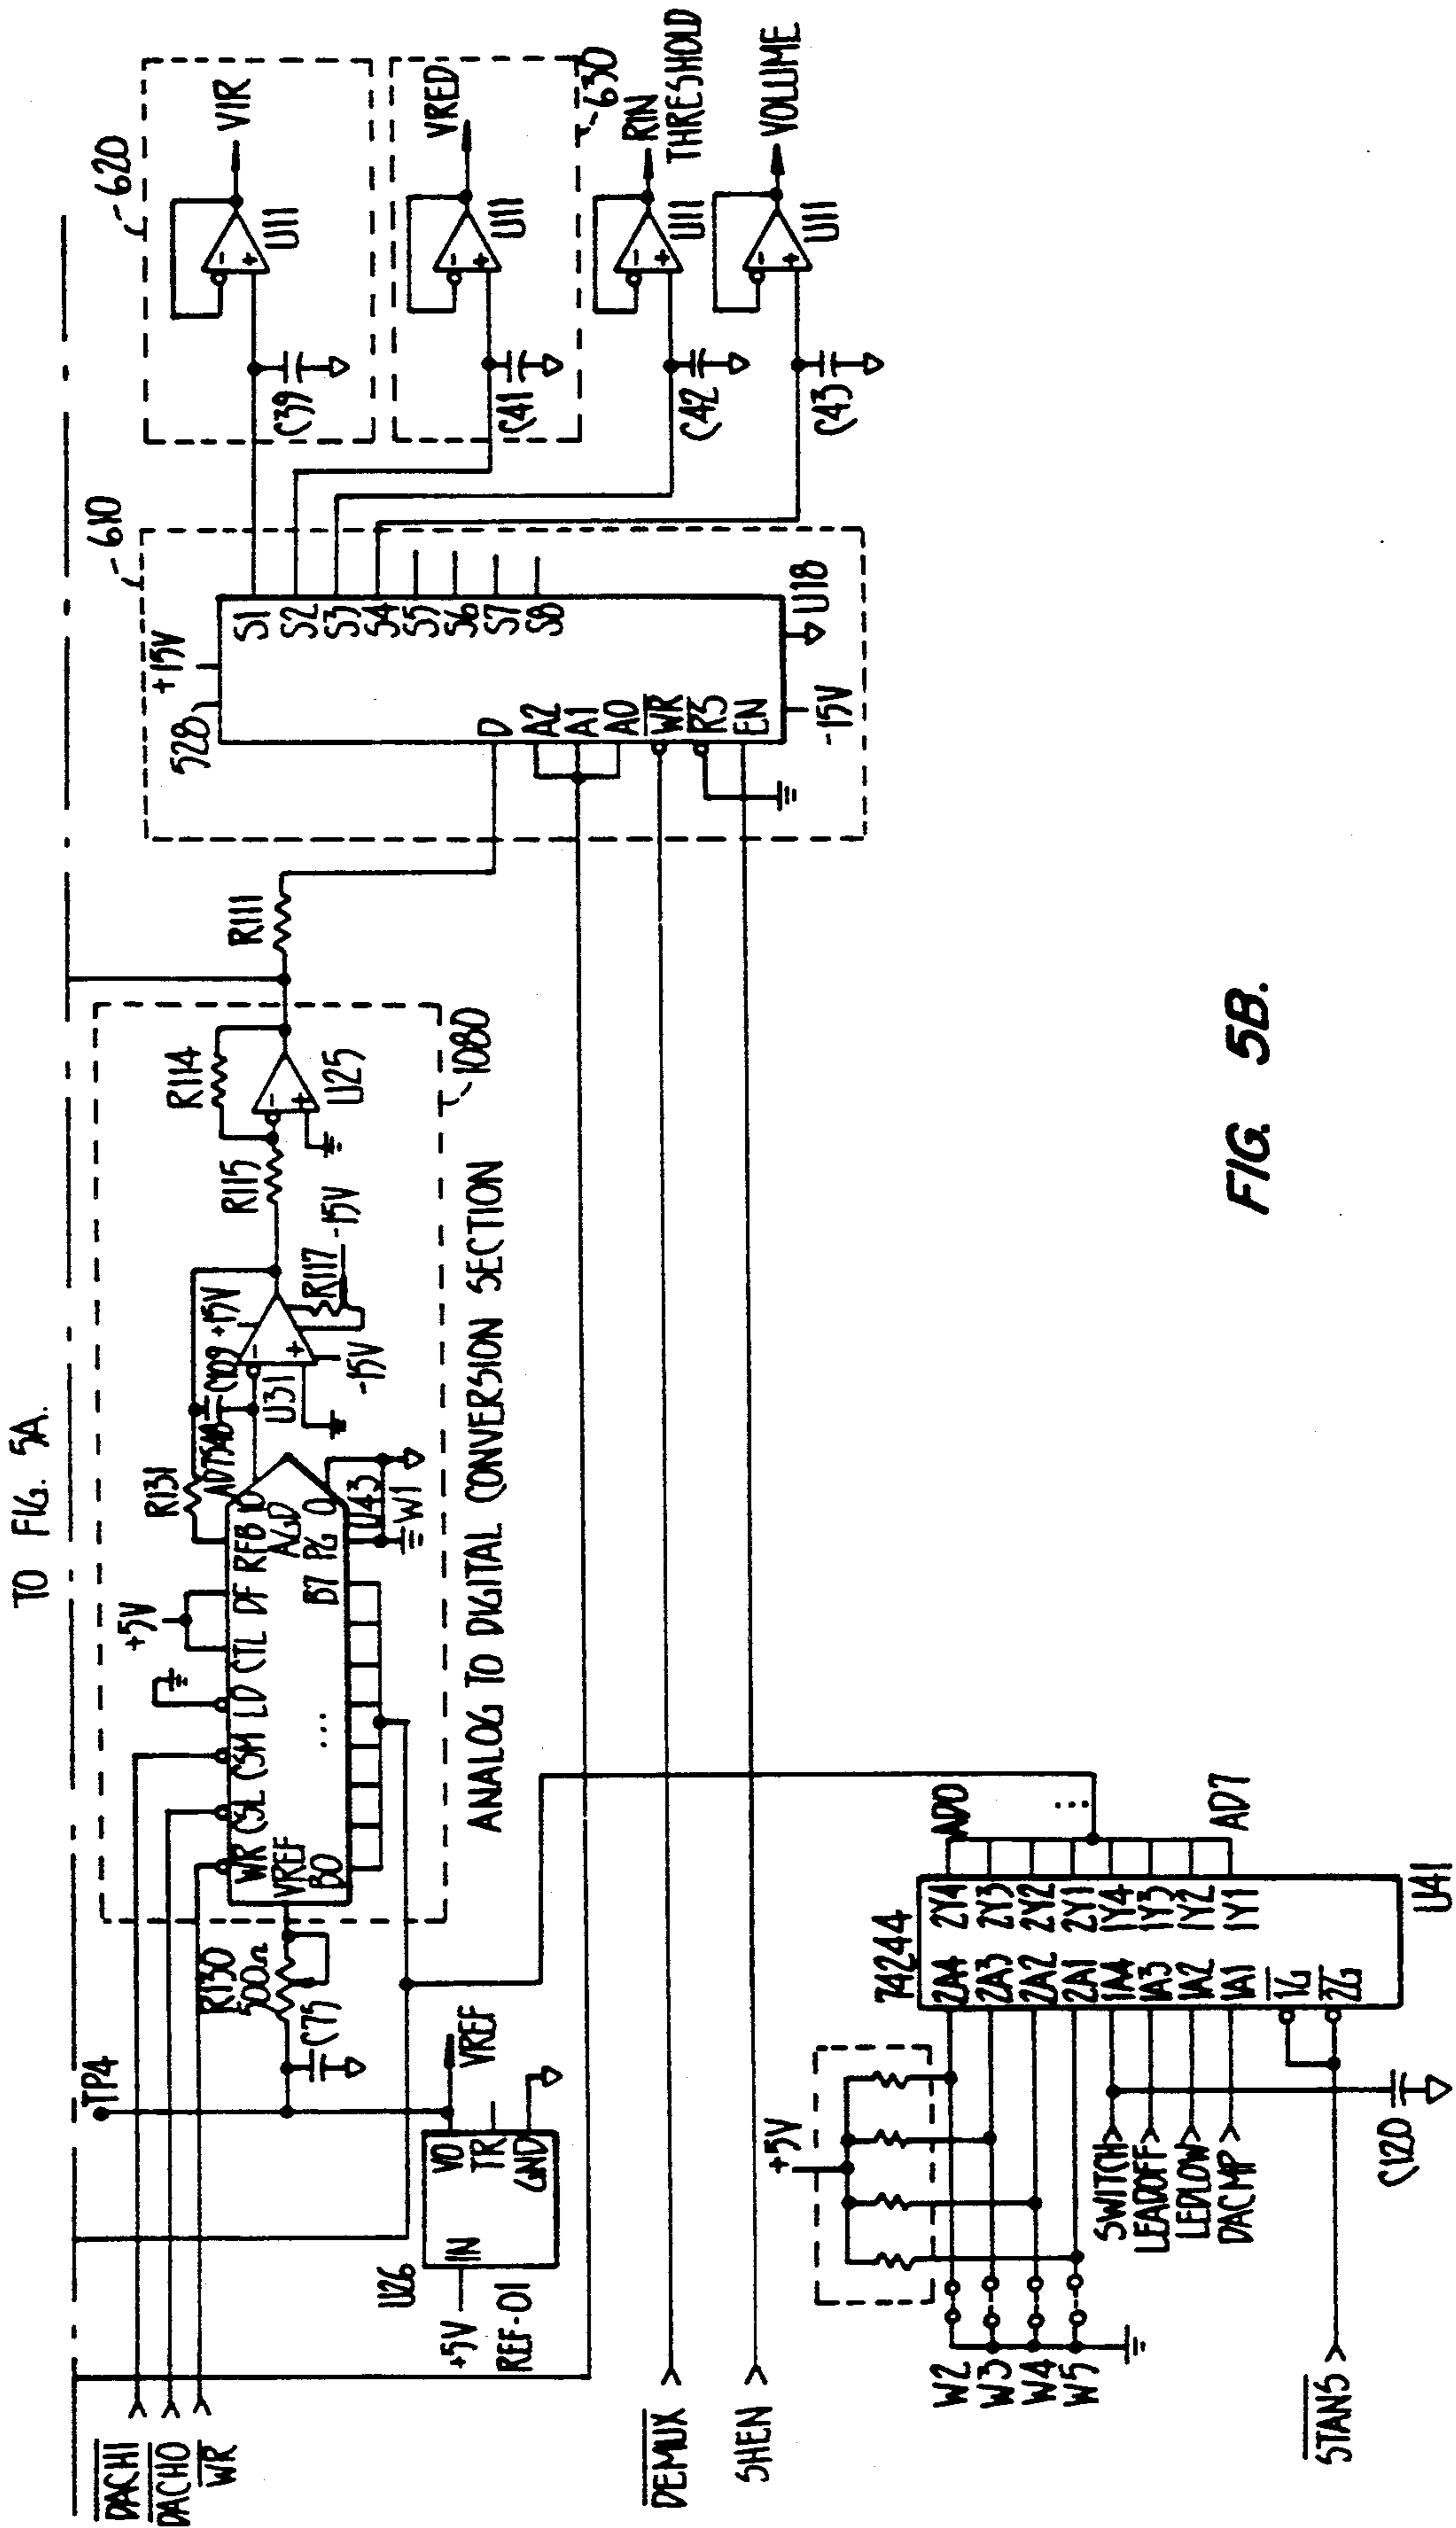 TO FIG. 5A.
DACHI
DACHO
WR
TP4
R130
500Ω
C75
VREF
U26
+5V
IN
VO
TR
GND
REF-01
WR
CSL
CSM
LD
CTL
DF
RFB
IO
AGD
O
PG
VREF
B0
...
B7
+5V
R131
AD7548
C109
U43
W1
U31
+15V
-15V
R117
-15V
R115
R114
U25
1080
ANALOG TO DIGITAL CONVERSION SECTION
R111
610
528
+15V
D
A2
A1
A0
WR
RS
EN
S1
S2
S3
S4
S5
S6
S7
S8
-15V
U18
620
C39
U11
VIR
C41
U11
VRED
630
C42
U11
RIN
THRESHOLD
C43
U11
VOLUME
DEMUX
SHEN
+5V
W2
W3
W4
W5
SWITCH
LEADOFF
LEDLOW
DACMP
STANS
C120
74244
2A4 2Y4
2A3 2Y3
2A2 2Y2
2A1 2Y1
1A4 1Y4
1A3 1Y3
1A2 1Y2
1A1 1Y1
1G
2G
U41
AD0
...
AD7
FIG. 5B.